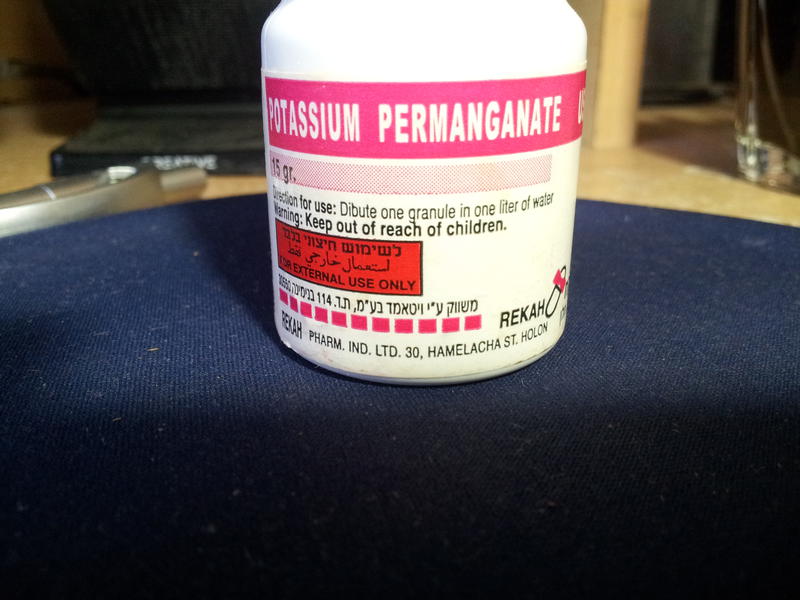 POTASSIUM PERMANGANATE
15 gr.
Direction for use: Dibute one granule in one liter of water
Warning: Keep out of reach of children.
לשימוש חיצוני בלבד
استعمال خارجي فقط
FOR EXTERNAL USE ONLY
משווק ע״י ויטאמד בע״מ, ת.ד. 114 בנימינה, 30550
REKAH
REKAH PHARM. IND. LTD. 30, HAMELACHA ST. HOLON
CREATIVE